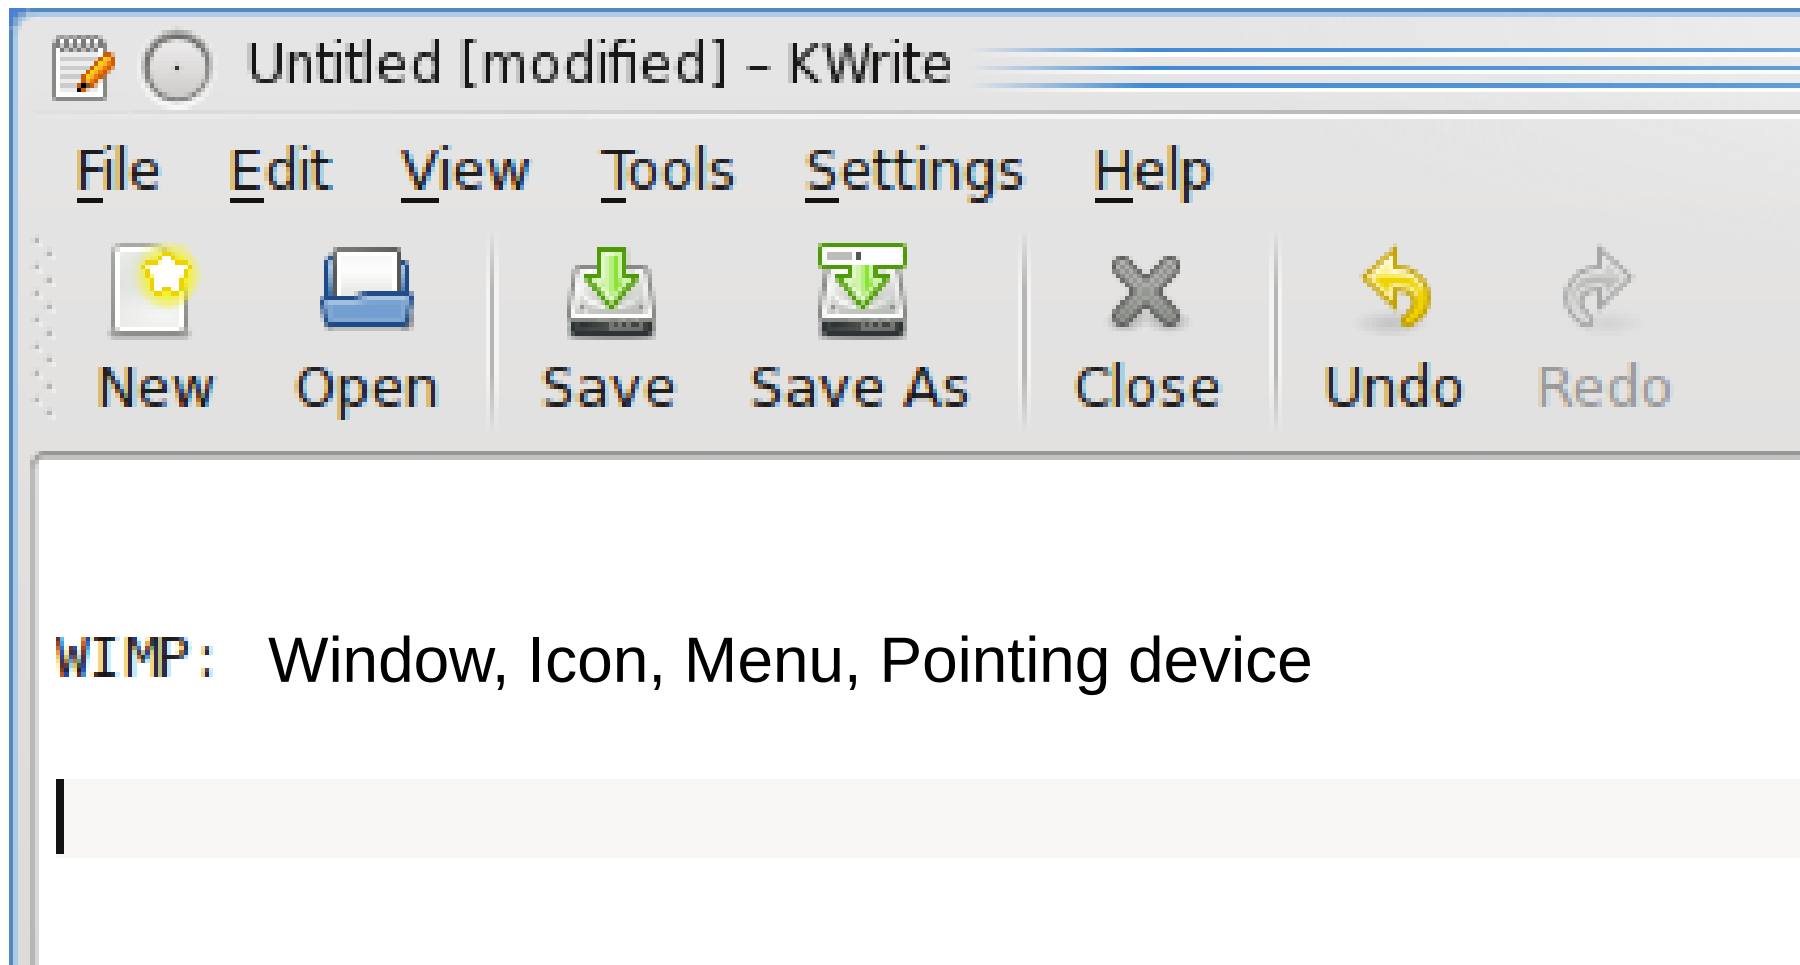 Untitled [modified] – KWrite
File Edit View Tools Settings Help
New Open Save Save As Close Undo Redo
WIMP: Window, Icon, Menu, Pointing device